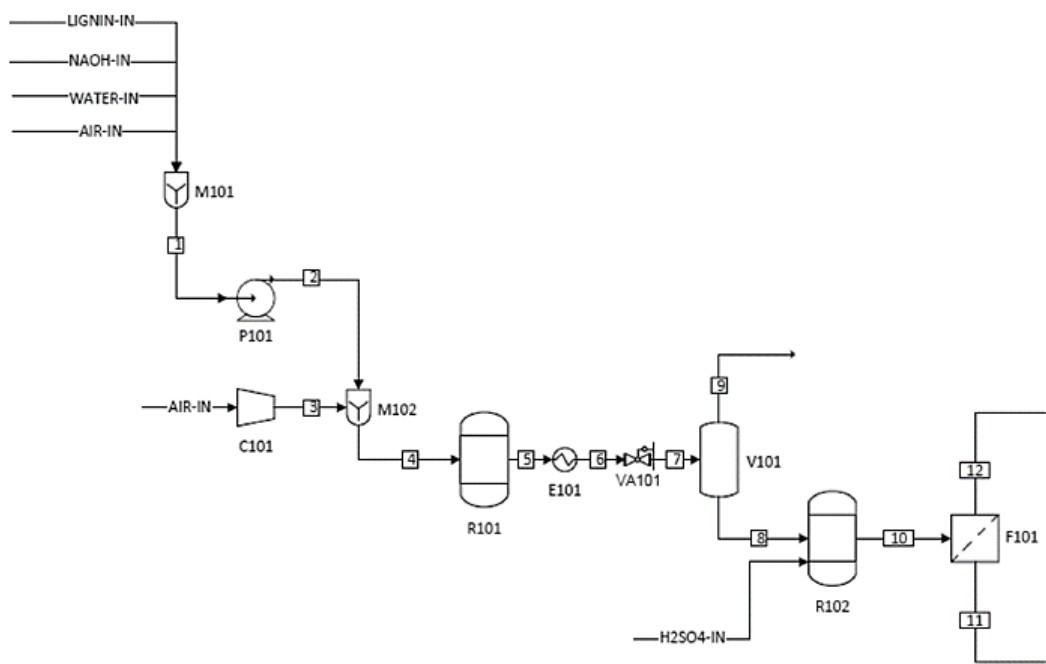 LIGNIN-IN
NAOH-IN
WATER-IN
AIR-IN
M101
1
2
P101
AIR-IN
3
C101
M102
4
R101
5
E101
6
VA101
7
9
V101
8
H2SO4-IN
R102
10
12
F101
11